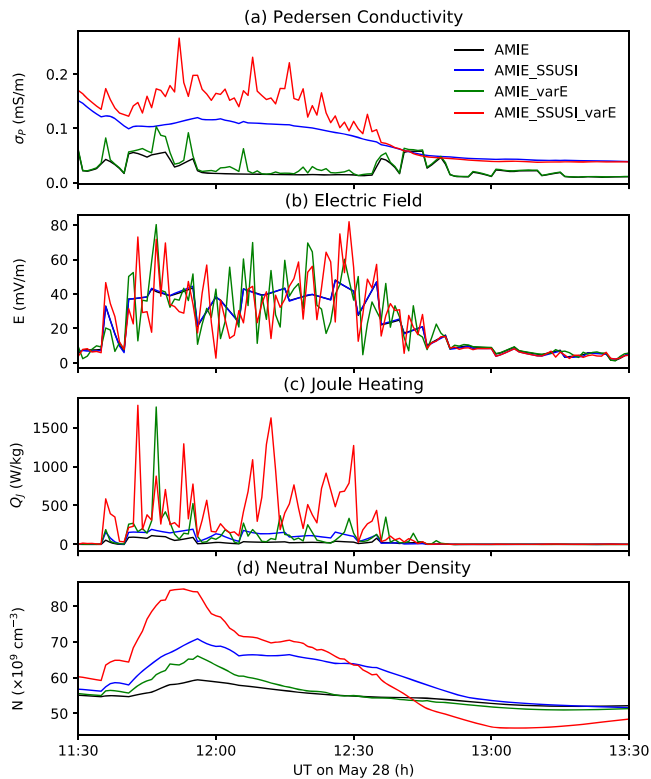 (a) Pedersen Conductivity
σP (mS/m)
0.2
0.1
0.0
AMIE
AMIE_SSUSI
AMIE_varE
AMIE_SSUSI_varE
(b) Electric Field
E (mV/m)
80
60
40
20
0
(c) Joule Heating
QJ (W/kg)
1500
1000
500
0
(d) Neutral Number Density
N (×10⁹ cm⁻³)
80
70
60
50
11:30 12:00 12:30 13:00 13:30
UT on May 28 (h)